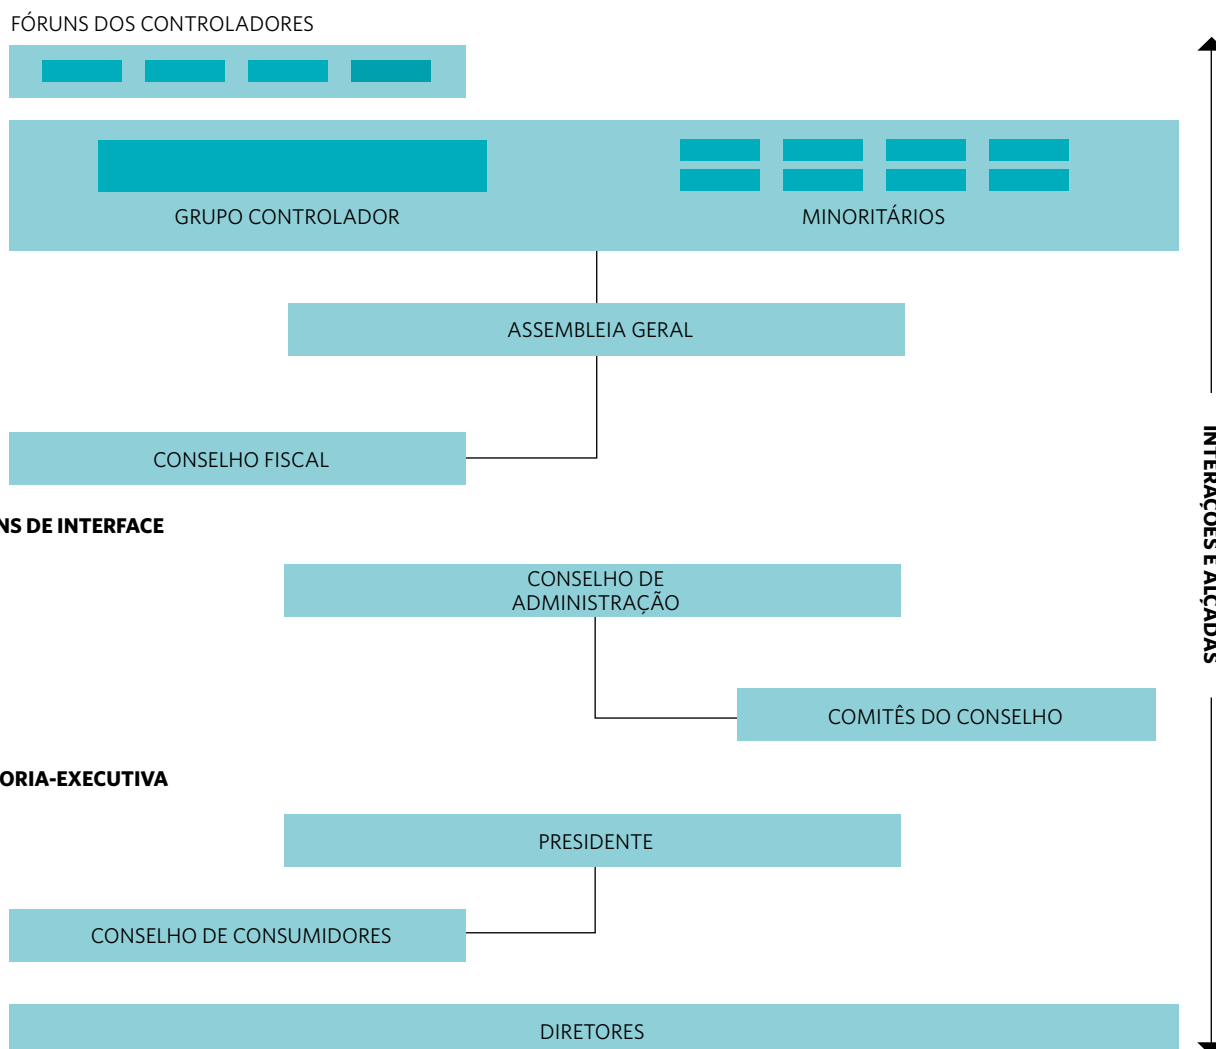 FÓRUNS DOS CONTROLADORES
GRUPO CONTROLADOR
MINORITÁRIOS
ASSEMBLEIA GERAL
CONSELHO FISCAL
NS DE INTERFACE
CONSELHO DE
ADMINISTRAÇÃO
COMITÊS DO CONSELHO
ORIA-EXECUTIVA
PRESIDENTE
CONSELHO DE CONSUMIDORES
DIRETORES
INTERAÇÕES E ALÇADAS